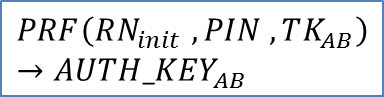 PRF(RN_init ,PIN ,TK_AB)
→ AUTH_KEY_AB